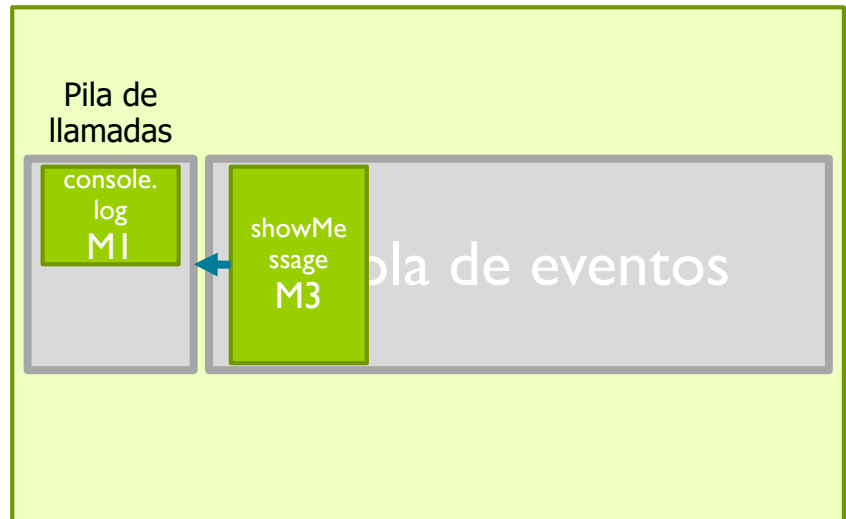 Pila de
llamadas
console.
log
M1
showMe
ssage
M3
ola de eventos